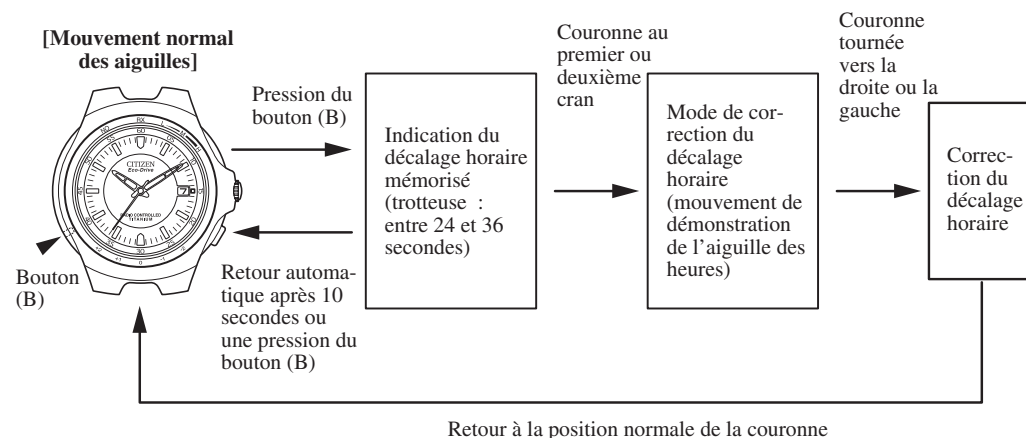 [Mouvement normal
des aiguilles]
CITIZEN
Eco-Drive
RADIO CONTROLLED
TITANIUM
Bouton
(B)
Pression du
bouton (B)
Retour automa-
tique après 10
secondes ou
une pression du
bouton (B)
Indication du
décalage horaire
mémorisé
(trotteuse :
entre 24 et 36
secondes)
Couronne au
premier ou
deuxième
cran
Mode de cor-
rection du
décalage
horaire
(mouvement de
démonstration
de l'aiguille des
heures)
Couronne
tournée
vers la
droite ou la
gauche
Correc-
tion du
décalage
horaire
Retour à la position normale de la couronne